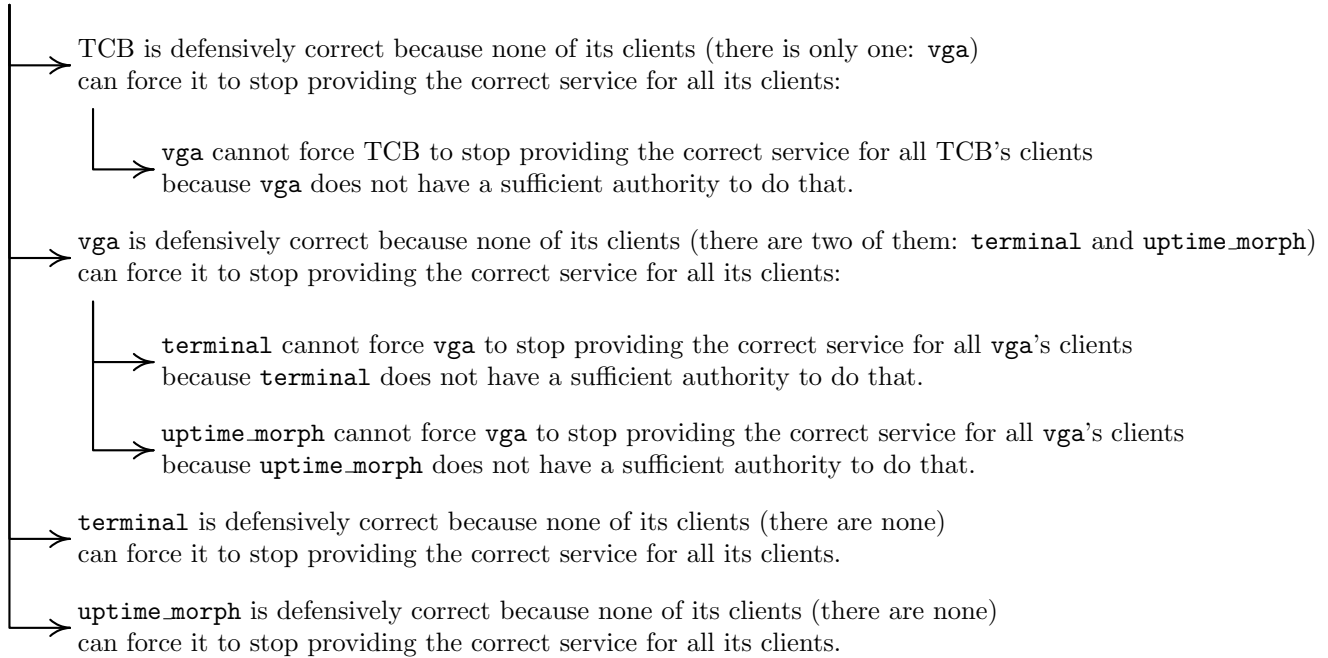 TCB is defensively correct because none of its clients (there is only one: vga)
can force it to stop providing the correct service for all its clients:
vga cannot force TCB to stop providing the correct service for all TCB's clients
because vga does not have a sufficient authority to do that.
vga is defensively correct because none of its clients (there are two of them: terminal and uptime_morph)
can force it to stop providing the correct service for all its clients:
terminal cannot force vga to stop providing the correct service for all vga's clients
because terminal does not have a sufficient authority to do that.
uptime_morph cannot force vga to stop providing the correct service for all vga's clients
because uptime_morph does not have a sufficient authority to do that.
terminal is defensively correct because none of its clients (there are none)
can force it to stop providing the correct service for all its clients.
uptime_morph is defensively correct because none of its clients (there are none)
can force it to stop providing the correct service for all its clients.